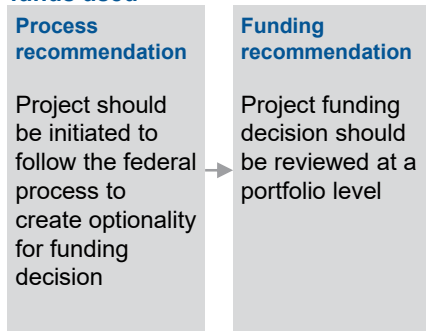 funds used
Process
recommendation
Project should
be initiated to
follow the federal
process to
create optionality
for funding
decision
Funding
recommendation
Project funding
decision should
be reviewed at a
portfolio level